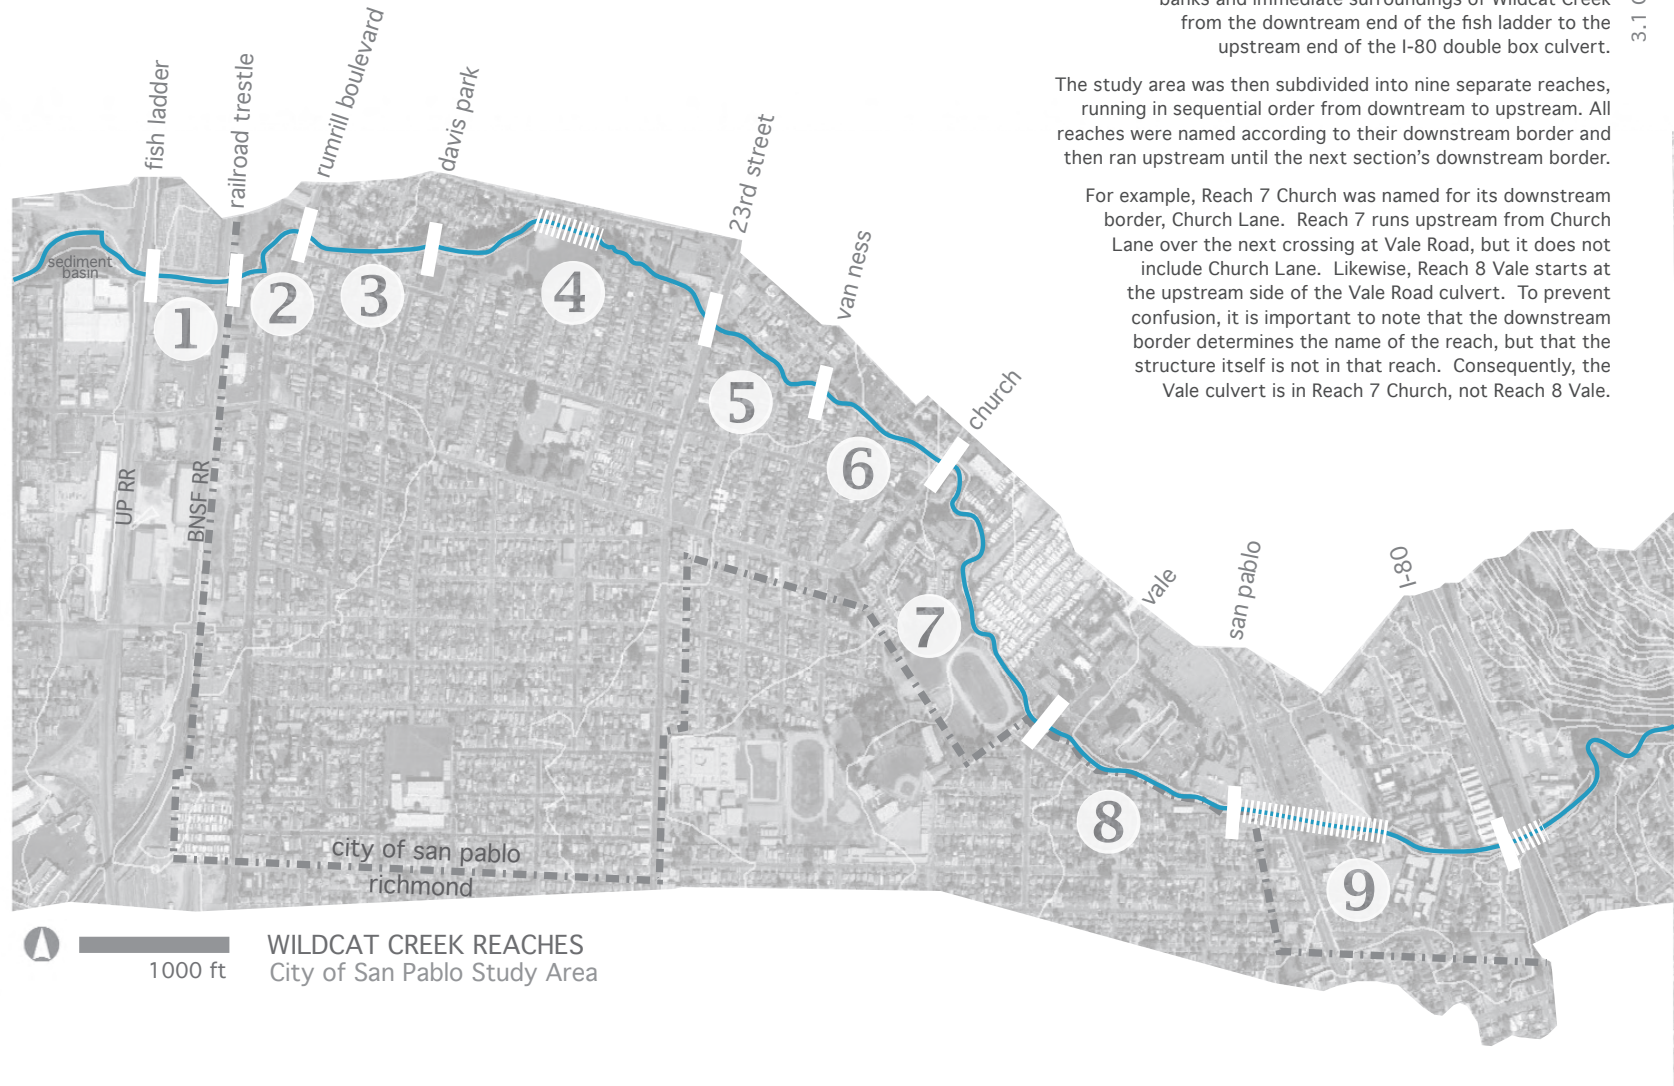 banks and immediate surroundings of Wildcat Creek
from the downtream end of the fish ladder to the
upstream end of the I-80 double box culvert.
The study area was then subdivided into nine separate reaches,
running in sequential order from downtream to upstream. All
reaches were named according to their downstream border and
then ran upstream until the next section's downstream border.
For example, Reach 7 Church was named for its downstream
border, Church Lane. Reach 7 runs upstream from Church
Lane over the next crossing at Vale Road, but it does not
include Church Lane. Likewise, Reach 8 Vale starts at
the upstream side of the Vale Road culvert. To prevent
confusion, it is important to note that the downstream
border determines the name of the reach, but that the
structure itself is not in that reach. Consequently, the
Vale culvert is in Reach 7 Church, not Reach 8 Vale.
3.1
fish ladder
railroad trestle
rumrill boulevard
davis park
23rd street
van ness
church
vale
san pablo
I-80
sediment
basin
1
2
3
4
5
6
7
8
9
UP RR
BNSF RR
city of san pablo
richmond
1000 ft
WILDCAT CREEK REACHES
City of San Pablo Study Area